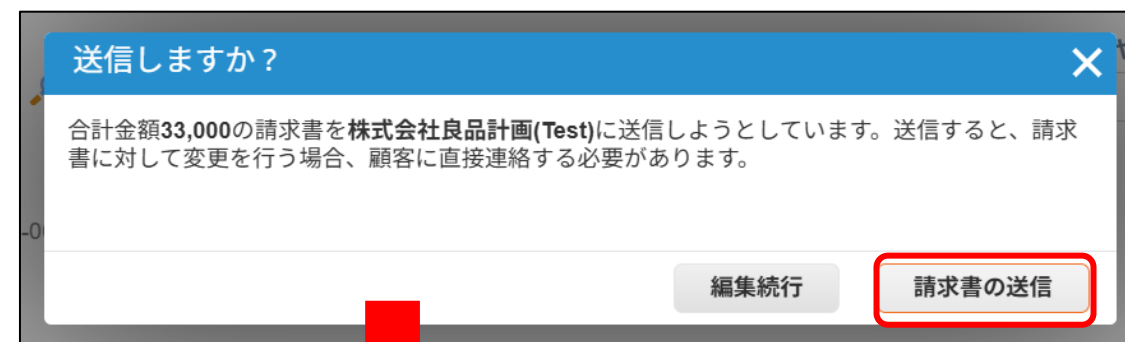 送信しますか？
合計金額33,000の請求書を株式会社良品計画(Test)に送信しようとしています。送信すると、請求
書に対して変更を行う場合、顧客に直接連絡する必要があります。
編集続行
請求書の送信